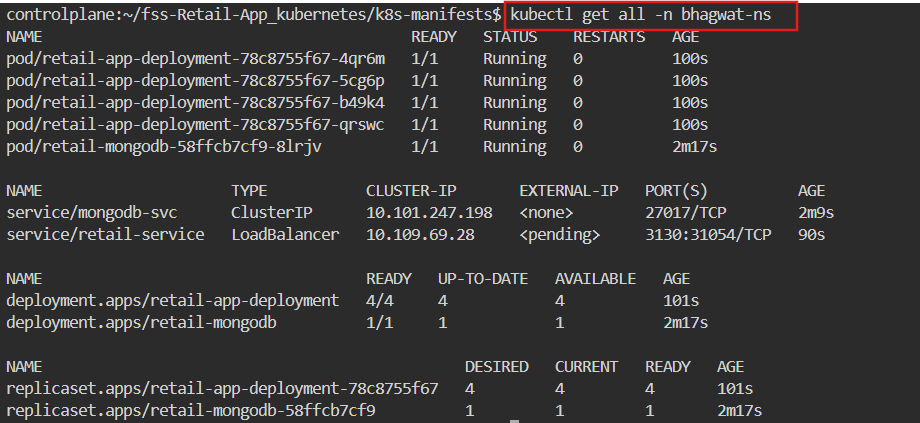 controlplane:~/fss-Retail-App_kubernetes/k8s-manifests$ kubectl get all -n bhagwat-ns
NAME READY STATUS RESTARTS AGE
pod/retail-app-deployment-78c8755f67-4qr6m 1/1 Running 0 100s
pod/retail-app-deployment-78c8755f67-5cg6p 1/1 Running 0 100s
pod/retail-app-deployment-78c8755f67-b49k4 1/1 Running 0 100s
pod/retail-app-deployment-78c8755f67-qrswc 1/1 Running 0 100s
pod/retail-mongodb-58ffcb7cf9-8lrjv 1/1 Running 0 2m17s
NAME TYPE CLUSTER-IP EXTERNAL-IP PORT(S) AGE
service/mongodb-svc ClusterIP 10.101.247.198 <none> 27017/TCP 2m9s
service/retail-service LoadBalancer 10.109.69.28 <pending> 3130:31054/TCP 90s
NAME READY UP-TO-DATE AVAILABLE AGE
deployment.apps/retail-app-deployment 4/4 4 4 101s
deployment.apps/retail-mongodb 1/1 1 1 2m17s
NAME DESIRED CURRENT READY AGE
replicaset.apps/retail-app-deployment-78c8755f67 4 4 4 101s
replicaset.apps/retail-mongodb-58ffcb7cf9 1 1 1 2m17s